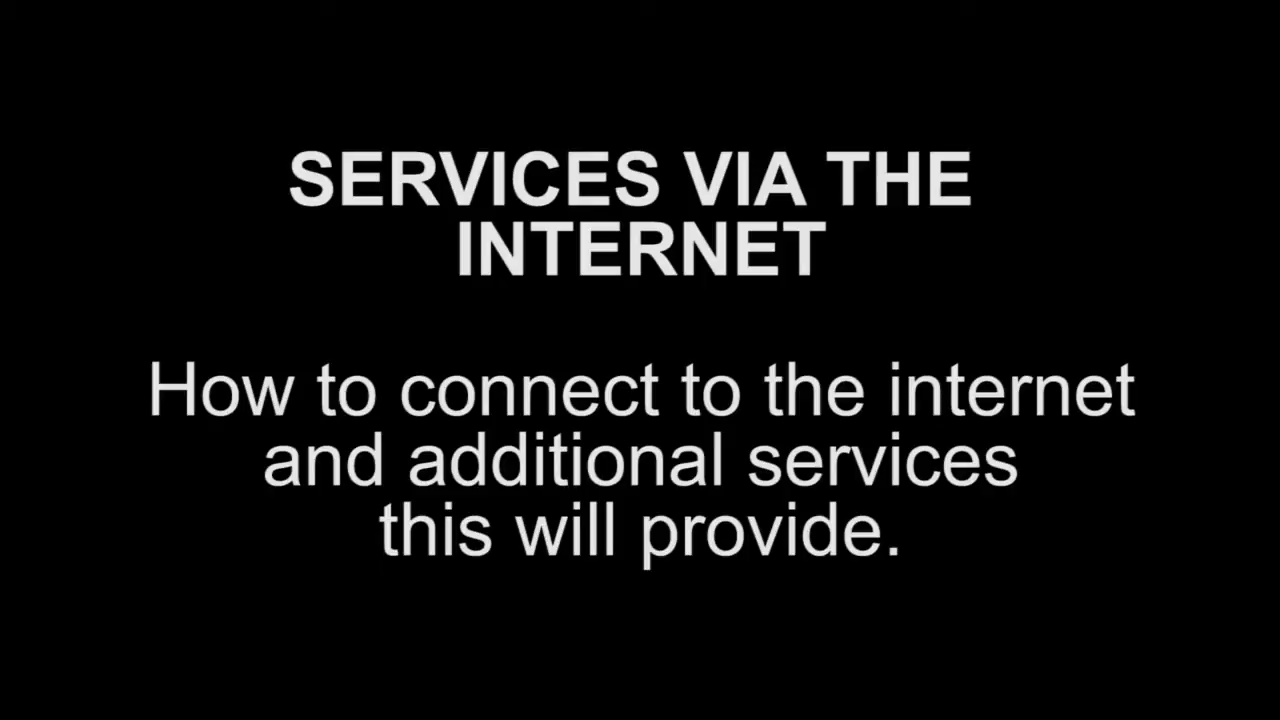 SERVICES VIA THE
INTERNET
How to connect to the internet
and additional services
this will provide.